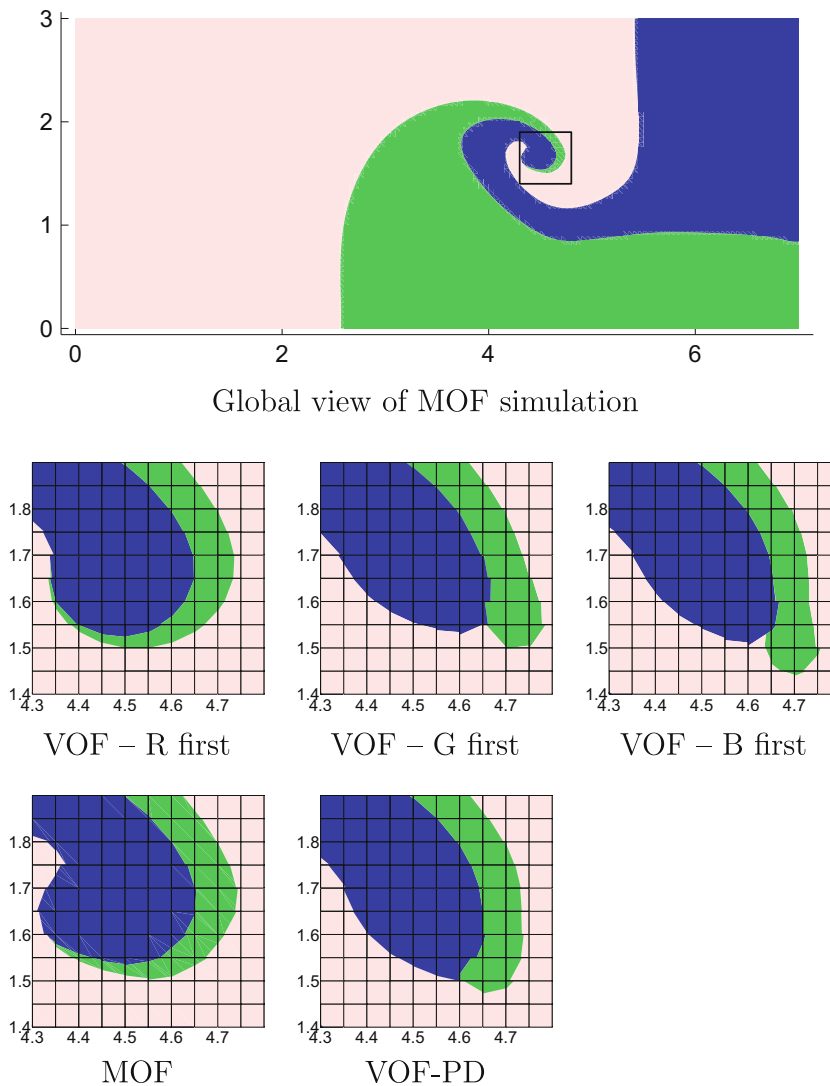 3
2
1
0
0 2 4 6
Global view of MOF simulation
1.8 1.8 1.8
1.7 1.7 1.7
1.6 1.6 1.6
1.5 1.5 1.5
1.4 1.4 1.4
4.3 4.4 4.5 4.6 4.7 4.3 4.4 4.5 4.6 4.7 4.3 4.4 4.5 4.6 4.7
VOF – R first VOF – G first VOF – B first
1.8 1.8
1.7 1.7
1.6 1.6
1.5 1.5
1.4 1.4
4.3 4.4 4.5 4.6 4.7 4.3 4.4 4.5 4.6 4.7
MOF VOF-PD